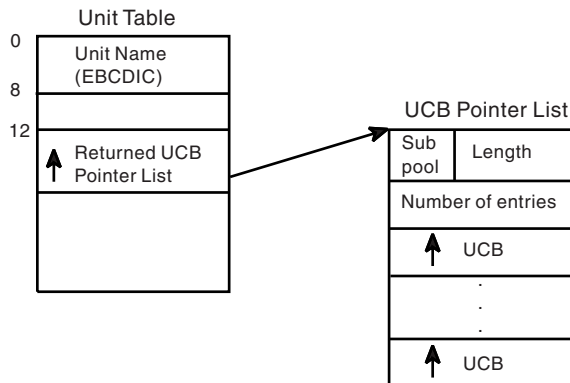 Unit Table
0
Unit Name
(EBCDIC)
8
12
Returned UCB
Pointer List
UCB Pointer List
Sub
pool
Length
Number of entries
UCB
.
.
.
UCB